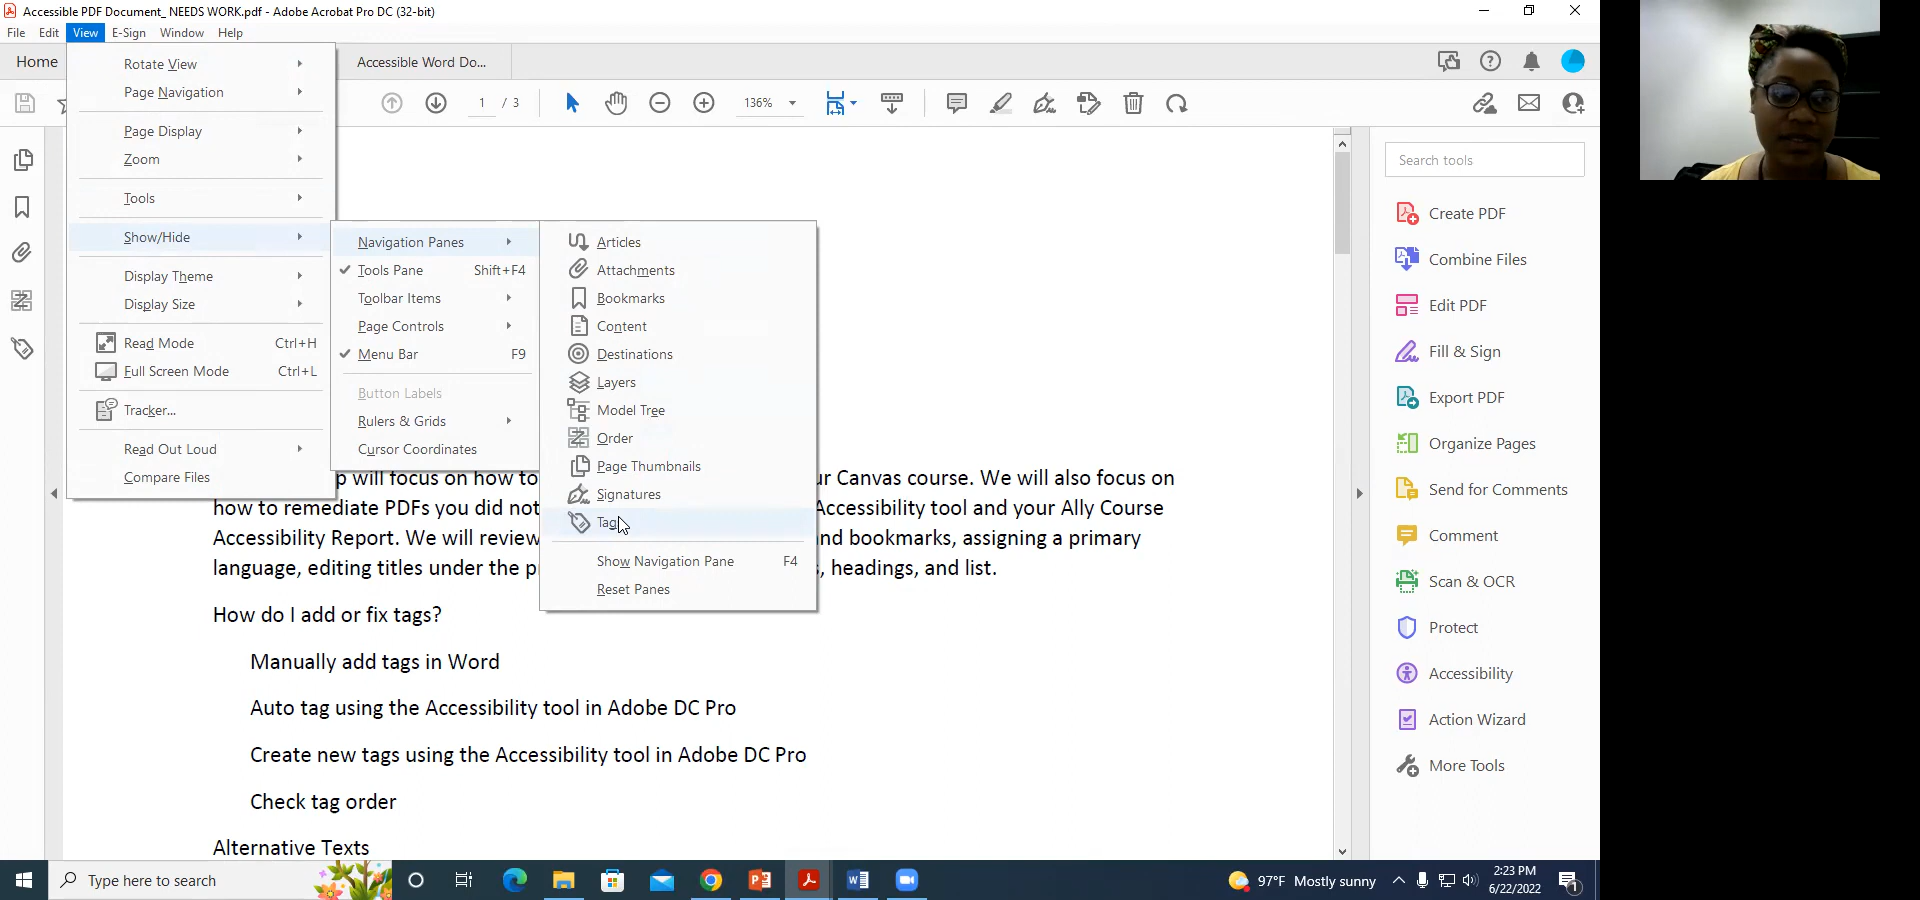 Accessible PDF Document_ NEEDS WORK.pdf - Adobe Acrobat Pro DC (32-bit)
File Edit View E-Sign Window Help
Home Accessible Word Do...
1 / 3 136%
Rotate View
Page Navigation
Page Display
Zoom
Tools
Show/Hide
Display Theme
Display Size
Read Mode Ctrl+H
Full Screen Mode Ctrl+L
Tracker...
Read Out Loud
Compare Files
Navigation Panes
Tools Pane Shift+F4
Toolbar Items
Page Controls
Menu Bar F9
Button Labels
Rulers & Grids
Cursor Coordinates
Articles
Attachments
Bookmarks
Content
Destinations
Layers
Model Tree
Order
Page Thumbnails
Signatures
Tag
Show Navigation Pane F4
Reset Panes
will focus on how to Canvas course. We will also focus on
how to remediate PDFs you did not Accessibility tool and your Ally Course
Accessibility Report. We will review and bookmarks, assigning a primary
language, editing titles under the , headings, and list.
How do I add or fix tags?
Manually add tags in Word
Auto tag using the Accessibility tool in Adobe DC Pro
Create new tags using the Accessibility tool in Adobe DC Pro
Check tag order
Alternative Texts
Search tools
Create PDF
Combine Files
Edit PDF
Fill & Sign
Export PDF
Organize Pages
Send for Comments
Comment
Scan & OCR
Protect
Accessibility
Action Wizard
More Tools
Type here to search
97°F Mostly sunny
2:23 PM
6/22/2022
1